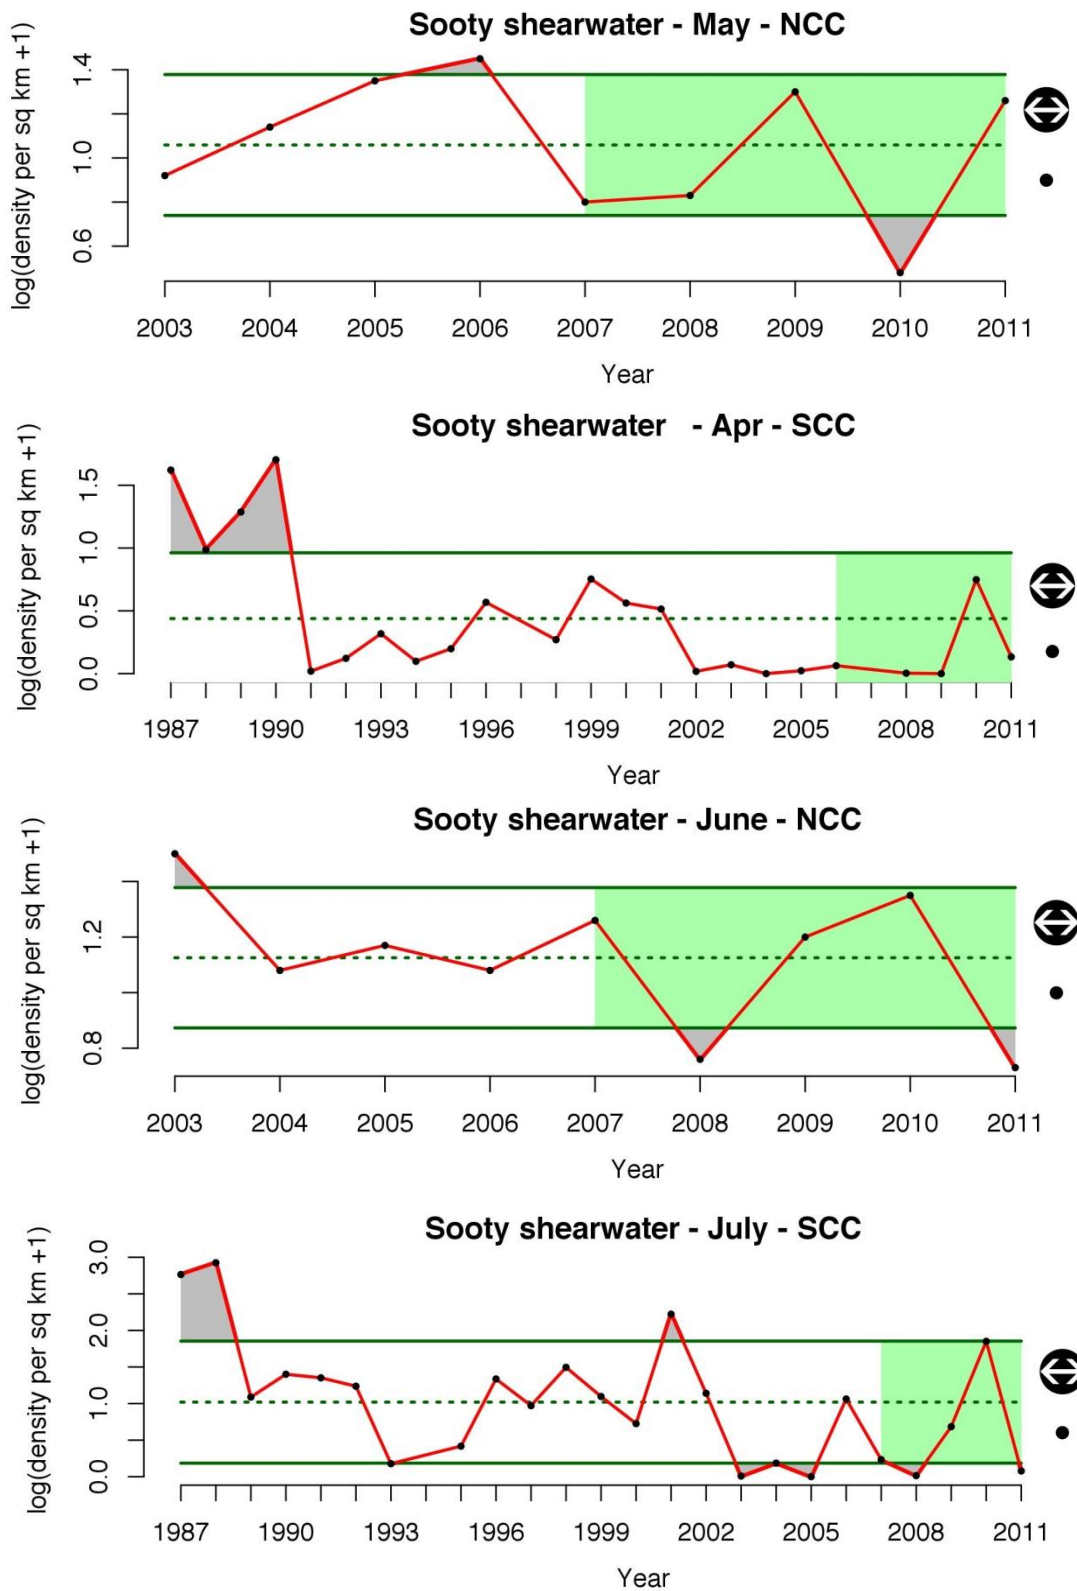 Sooty shearwater - May - NCC
log(density per sq km +1)
1.4
1.0
0.6
2003 2004 2005 2006 2007 2008 2009 2010 2011
Year
Sooty shearwater - Apr - SCC
log(density per sq km +1)
1.5
1.0
0.5
0.0
1987 1990 1993 1996 1999 2002 2005 2008 2011
Year
Sooty shearwater - June - NCC
log(density per sq km +1)
1.2
0.8
2003 2004 2005 2006 2007 2008 2009 2010 2011
Year
Sooty shearwater - July - SCC
log(density per sq km +1)
3.0
2.0
1.0
0.0
1987 1990 1993 1996 1999 2002 2005 2008 2011
Year